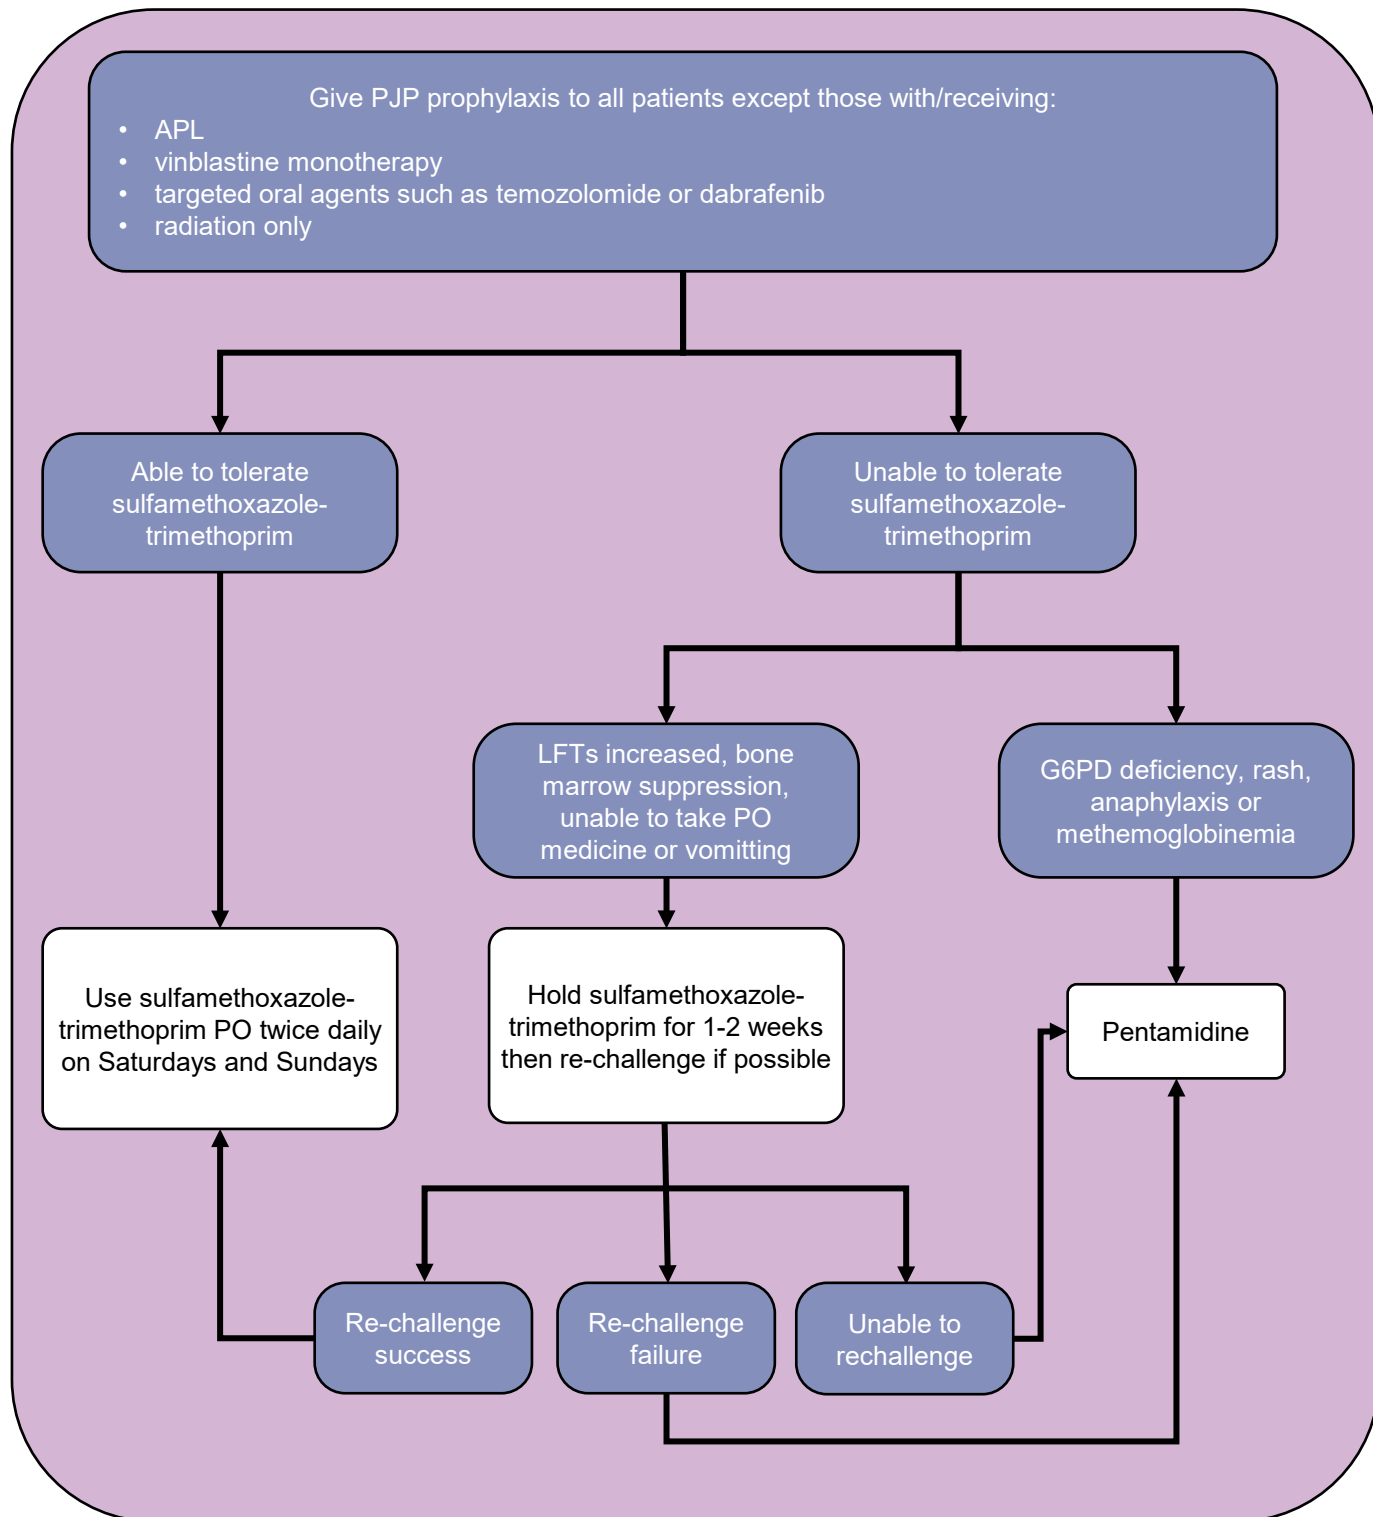 Give PJP prophylaxis to all patients except those with/receiving:
• APL
• vinblastine monotherapy
• targeted oral agents such as temozolomide or dabrafenib
• radiation only
Able to tolerate
sulfamethoxazole-
trimethoprim
Unable to tolerate
sulfamethoxazole-
trimethoprim
LFTs increased, bone
marrow suppression,
unable to take PO
medicine or vomitting
G6PD deficiency, rash,
anaphylaxis or
methemoglobinemia
Use sulfamethoxazole-
trimethoprim PO twice daily
on Saturdays and Sundays
Hold sulfamethoxazole-
trimethoprim for 1-2 weeks
then re-challenge if possible
Pentamidine
Re-challenge
success
Re-challenge
failure
Unable to
rechallenge